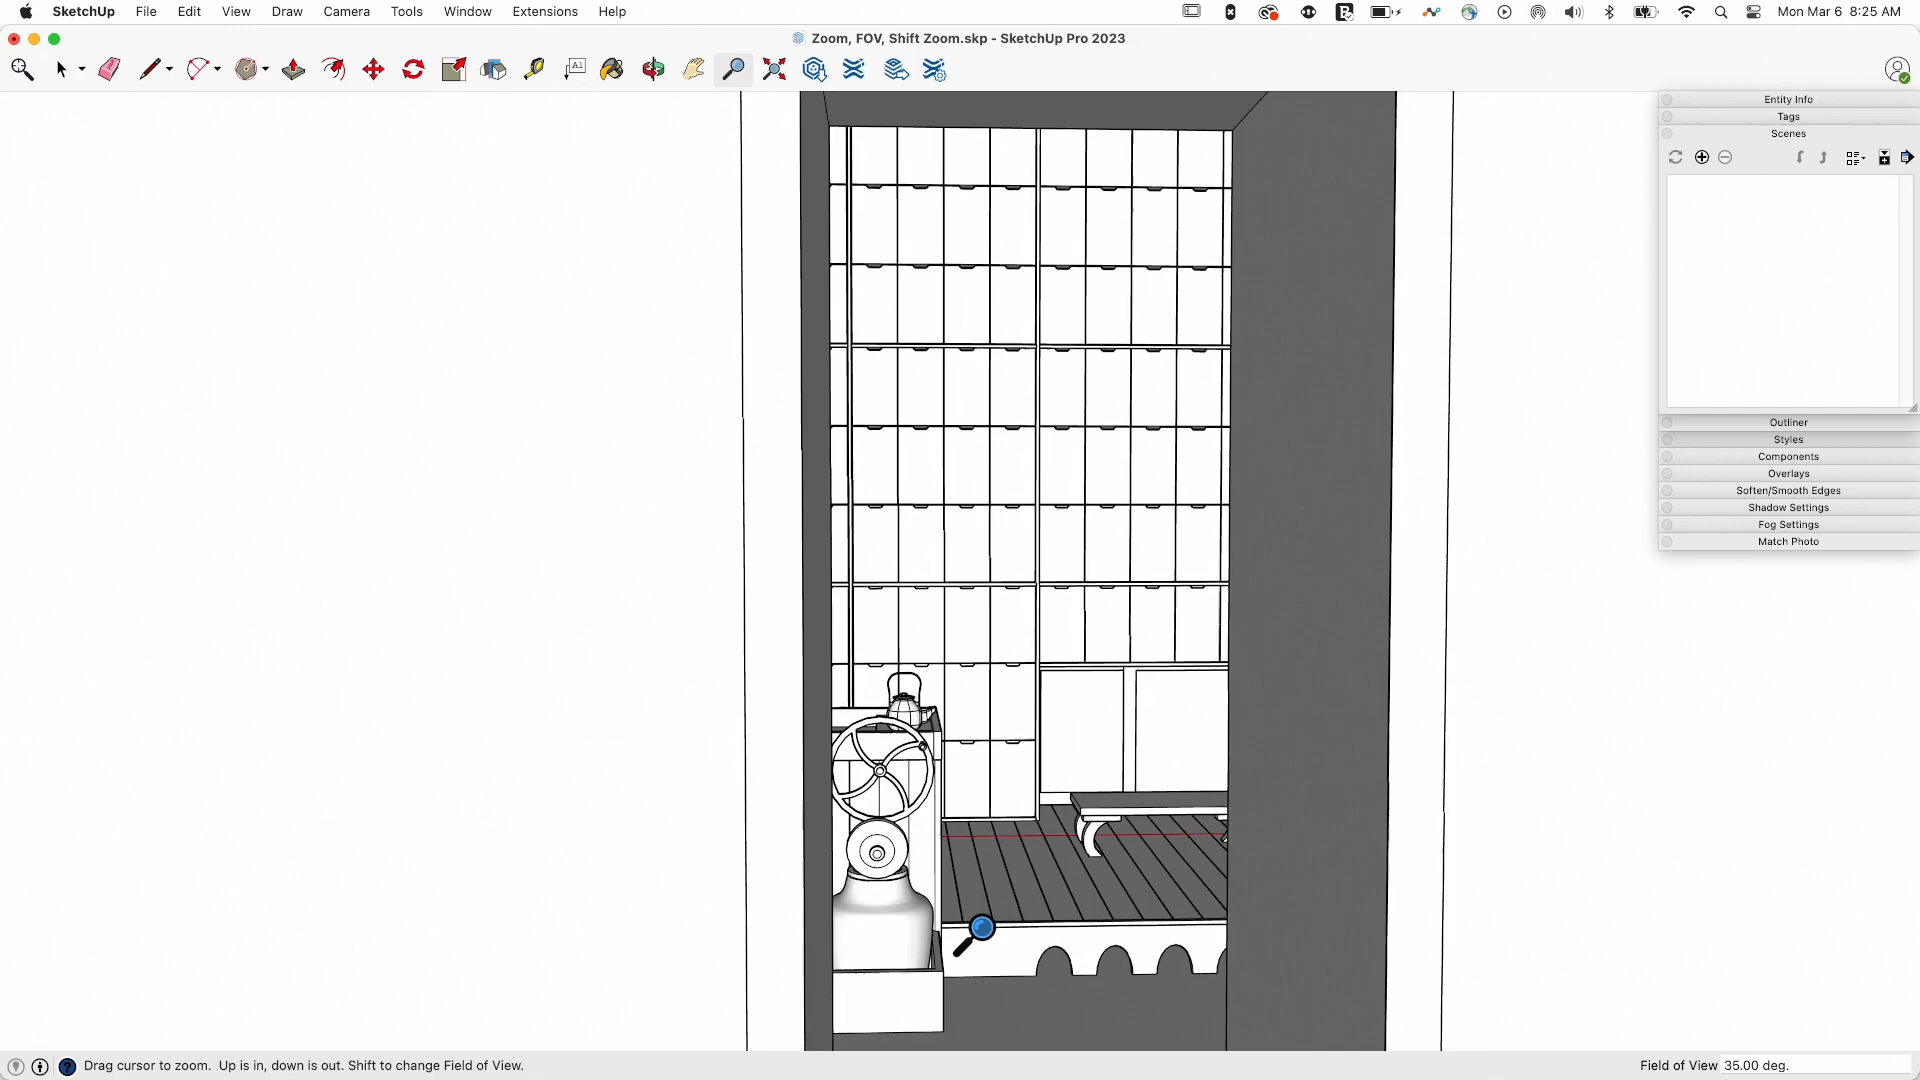 SketchUp File Edit View Draw Camera Tools Window Extensions Help Mon Mar 6 8:25 AM
Zoom, FOV, Shift Zoom.skp - SketchUp Pro 2023
A1
Entity Info
Tags
Scenes
Outliner
Styles
Components
Overlays
Soften/Smooth Edges
Shadow Settings
Fog Settings
Match Photo
Drag cursor to zoom. Up is in, down is out. Shift to change Field of View. Field of View 35.00 deg.